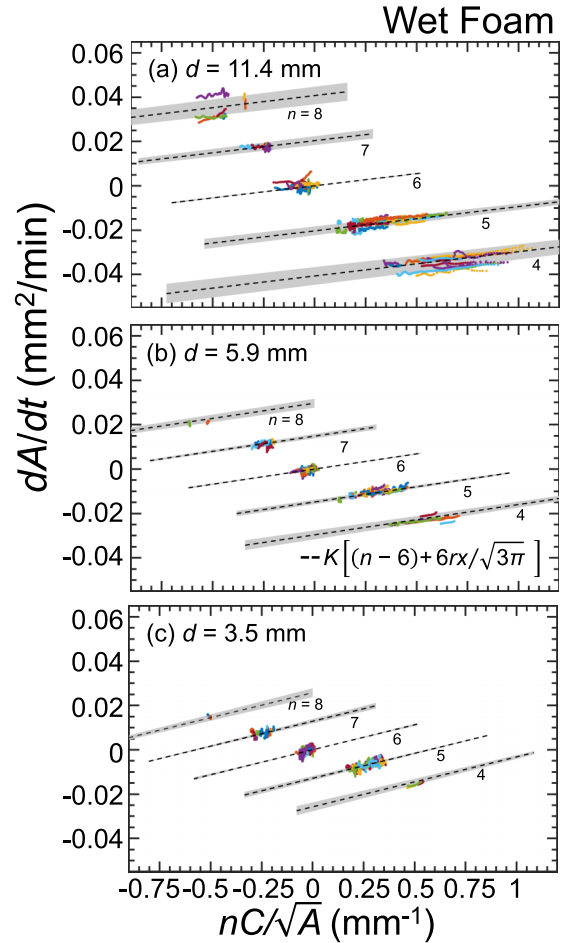 Wet Foam
(a) d = 11.4 mm
0.06
0.04
0.02
0
-0.02
-0.04
n = 8
7
6
5
4
(b) d = 5.9 mm
0.06
0.04
0.02
0
-0.02
-0.04
n = 8
7
6
5
4
--K[(n − 6)+6rx/√3π ]
(c) d = 3.5 mm
0.06
0.04
0.02
0
-0.02
-0.04
n = 8
7
6
5
4
dA/dt (mm²/min)
-0.75 -0.5 -0.25 0 0.25 0.5 0.75 1
nC/√A (mm⁻¹)